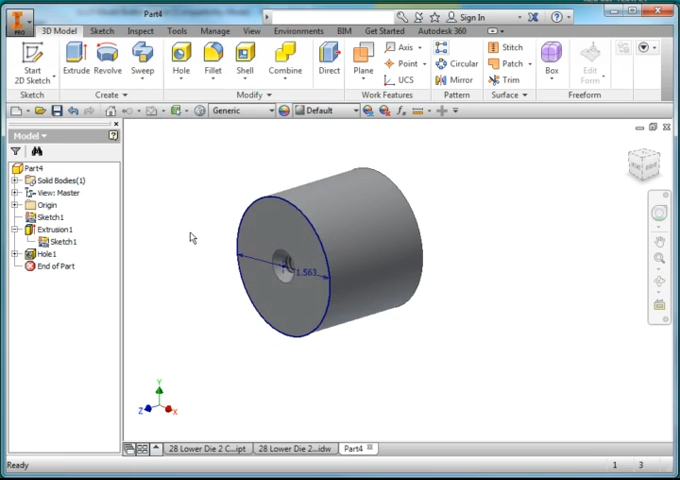 Part4
Sign In
PRO
3D Model Sketch Inspect Tools Manage View Environments BIM Get Started Autodesk 360
Start
2D Sketch
Extrude Revolve Sweep
Hole Fillet Shell Combine
Direct
Plane
Axis
Point
UCS
Circular
Mirror
Stitch
Patch
Trim
Box
Edit
Form
Sketch Create Modify Work Features Pattern Surface Freeform
Generic Default
Model
Part4
Solid Bodies(1)
View: Master
Origin
Sketch1
Extrusion1
Sketch1
Hole1
End of Part
1.563
Y
Z X
28 Lower Die 2 C...ipt 28 Lower 2...idw Part4
Ready 1 3